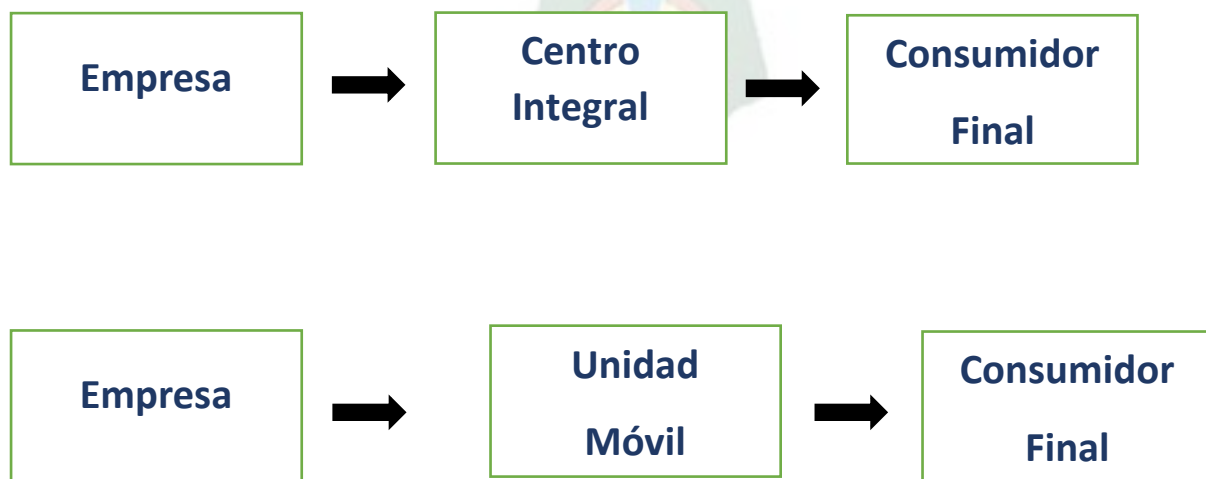 Empresa
Centro
Integral
Consumidor
Final
Empresa
Unidad
Móvil
Consumidor
Final